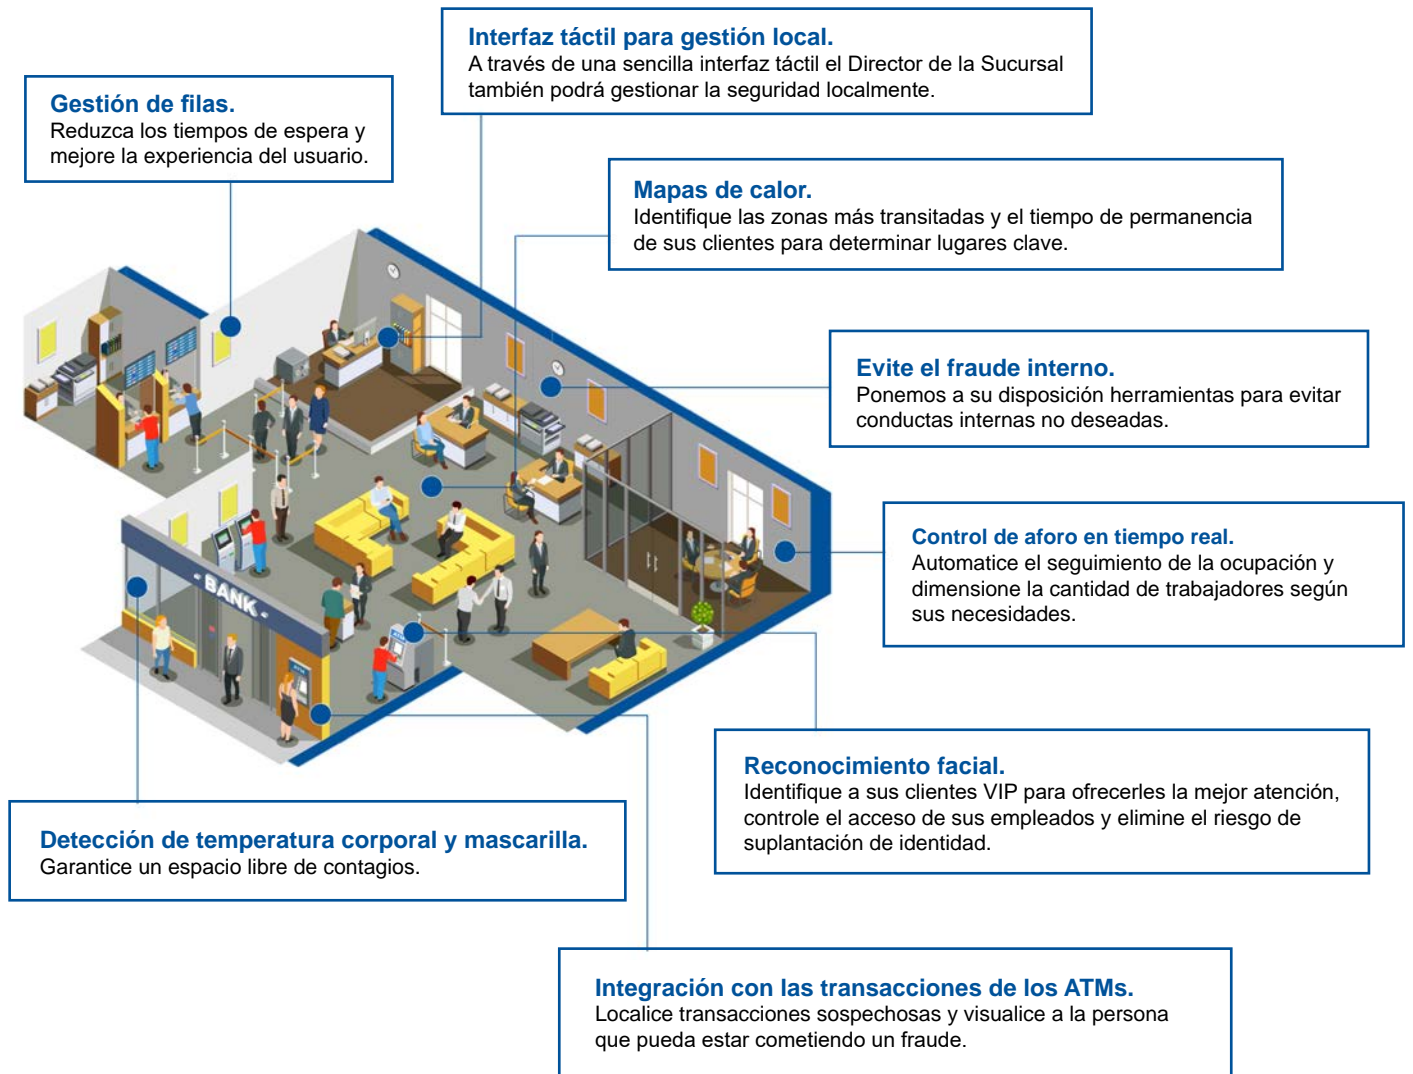 Interfaz táctil para gestión local.
A través de una sencilla interfaz táctil el Director de la Sucursal
también podrá gestionar la seguridad localmente.
Gestión de filas.
Reduzca los tiempos de espera y
mejore la experiencia del usuario.
Mapas de calor.
Identifique las zonas más transitadas y el tiempo de permanencia
de sus clientes para determinar lugares clave.
Evite el fraude interno.
Ponemos a su disposición herramientas para evitar
conductas internas no deseadas.
Control de aforo en tiempo real.
Automatice el seguimiento de la ocupación y
dimensione la cantidad de trabajadores según
sus necesidades.
BANK
ATM
ATM
Reconocimiento facial.
Identifique a sus clientes VIP para ofrecerles la mejor atención,
controle el acceso de sus empleados y elimine el riesgo de
suplantación de identidad.
Detección de temperatura corporal y mascarilla.
Garantice un espacio libre de contagios.
Integración con las transacciones de los ATMs.
Localice transacciones sospechosas y visualice a la persona
que pueda estar cometiendo un fraude.